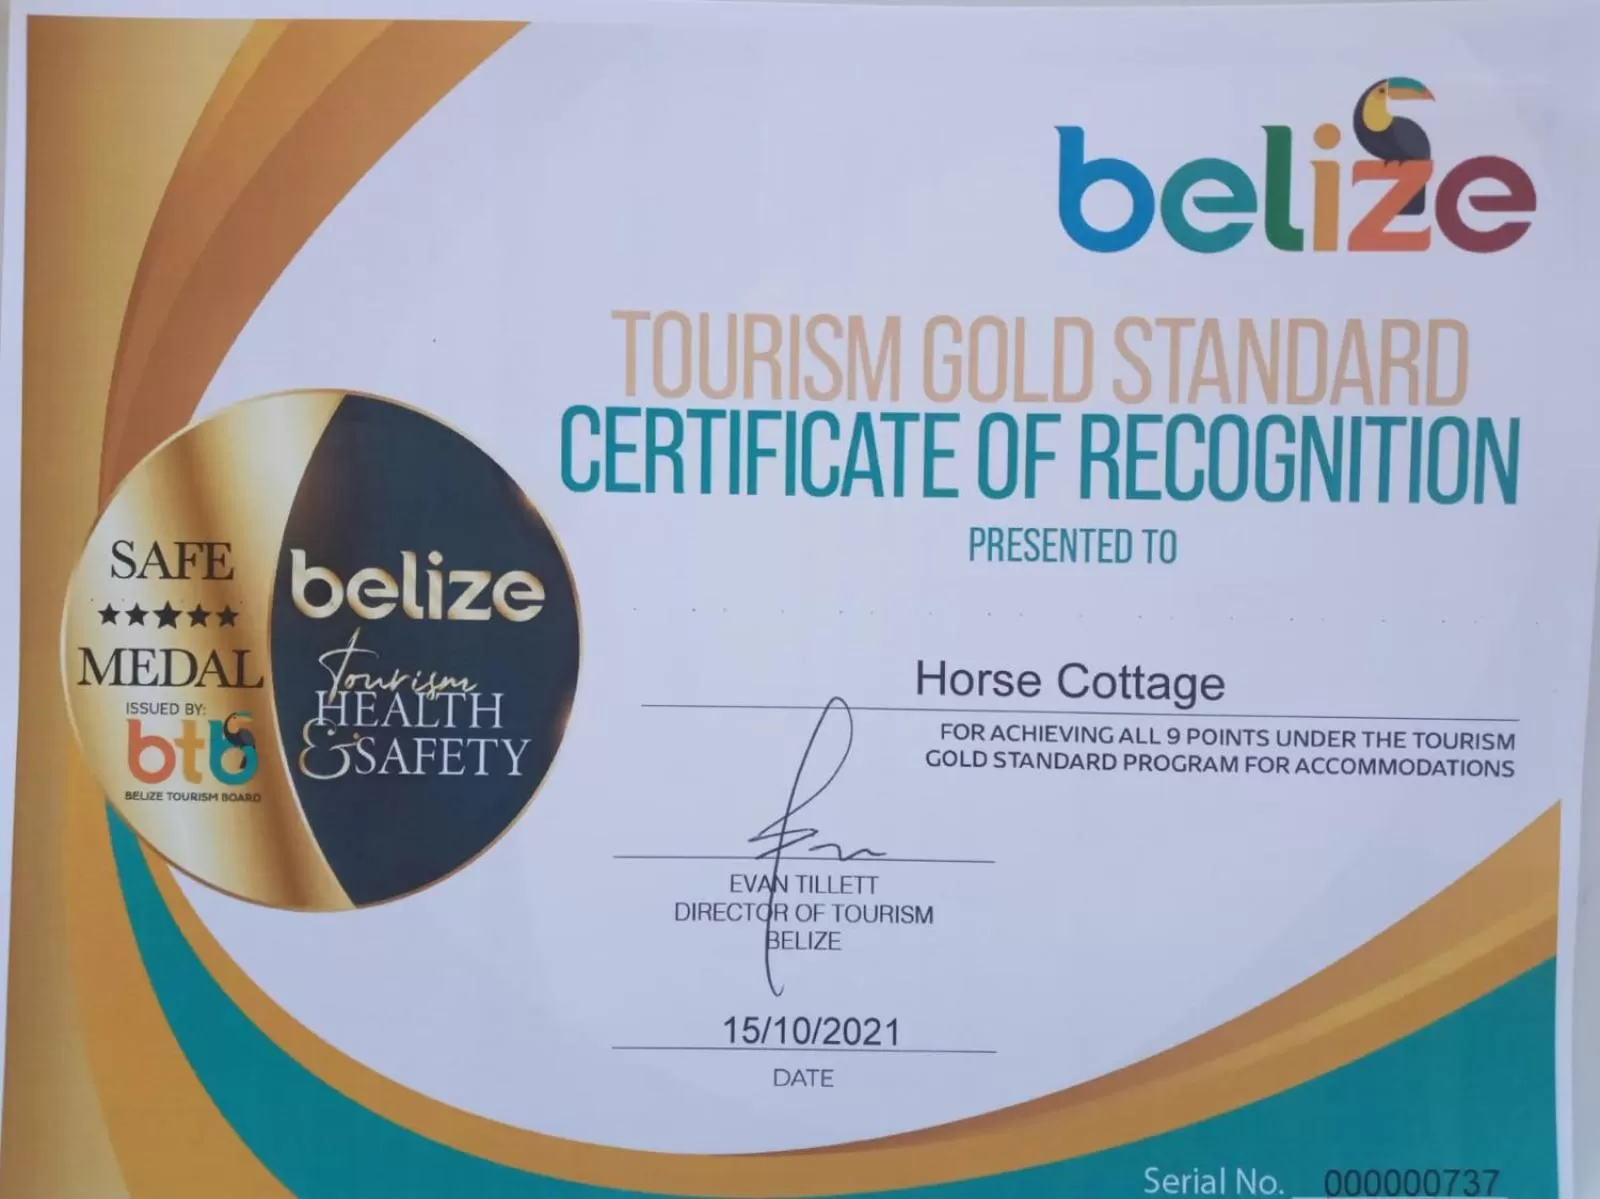 belize
TOURISM GOLD STANDARD
CERTIFICATE OF RECOGNITION
PRESENTED TO
Horse Cottage
FOR ACHIEVING ALL 9 POINTS UNDER THE TOURISM
GOLD STANDARD PROGRAM FOR ACCOMMODATIONS
SAFE
MEDAL
ISSUED BY:
btb
BELIZE TOURISM BOARD
belize
Tourism
HEALTH
&SAFETY
EVAN TILLETT
DIRECTOR OF TOURISM
BELIZE
15/10/2021
DATE
Serial No. 000000737